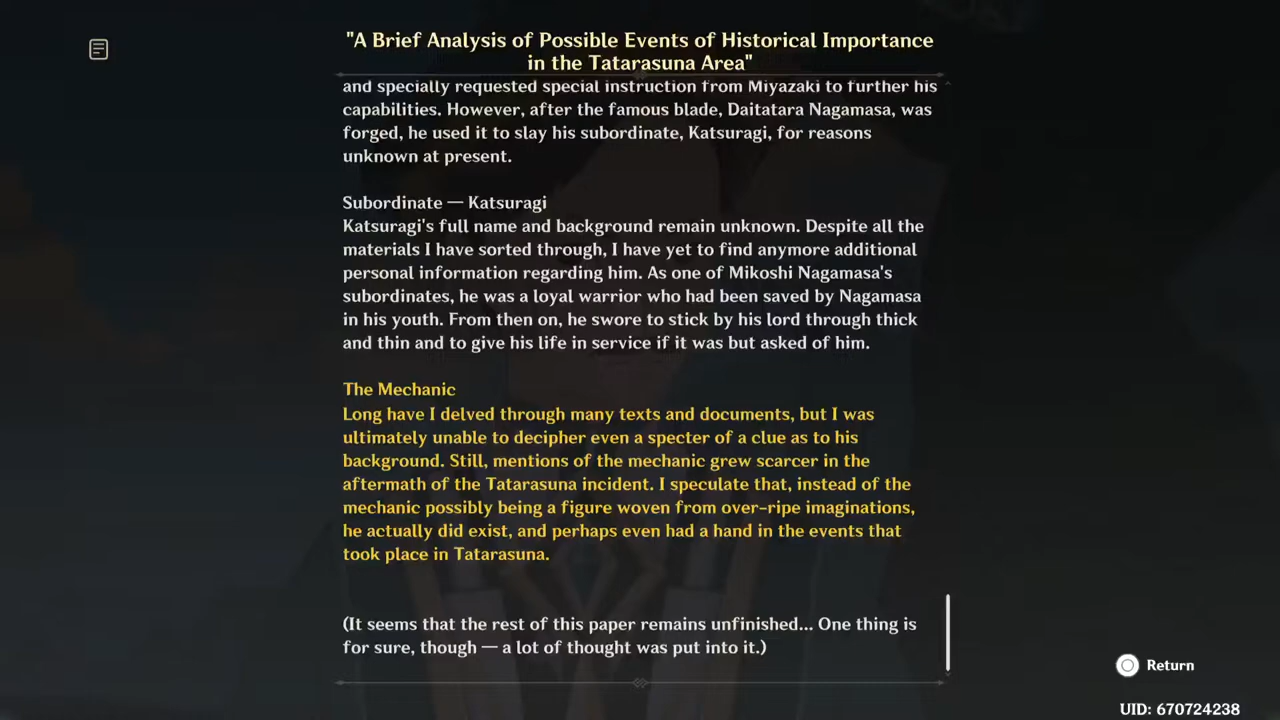 "A Brief Analysis of Possible Events of Historical Importance
in the Tatarasuna Area"
and specially requested special instruction from Miyazaki to further his
capabilities. However, after the famous blade, Daitatara Nagamasa, was
forged, he used it to slay his subordinate, Katsuragi, for reasons
unknown at present.
Subordinate — Katsuragi
Katsuragi's full name and background remain unknown. Despite all the
materials I have sorted through, I have yet to find anymore additional
personal information regarding him. As one of Mikoshi Nagamasa's
subordinates, he was a loyal warrior who had been saved by Nagamasa
in his youth. From then on, he swore to stick by his lord through thick
and thin and to give his life in service if it was but asked of him.
The Mechanic
Long have I delved through many texts and documents, but I was
ultimately unable to decipher even a specter of a clue as to his
background. Still, mentions of the mechanic grew scarcer in the
aftermath of the Tatarasuna incident. I speculate that, instead of the
mechanic possibly being a figure woven from over-ripe imaginations,
he actually did exist, and perhaps even had a hand in the events that
took place in Tatarasuna.
(It seems that the rest of this paper remains unfinished... One thing is
for sure, though — a lot of thought was put into it.)
Return
UID: 670724238